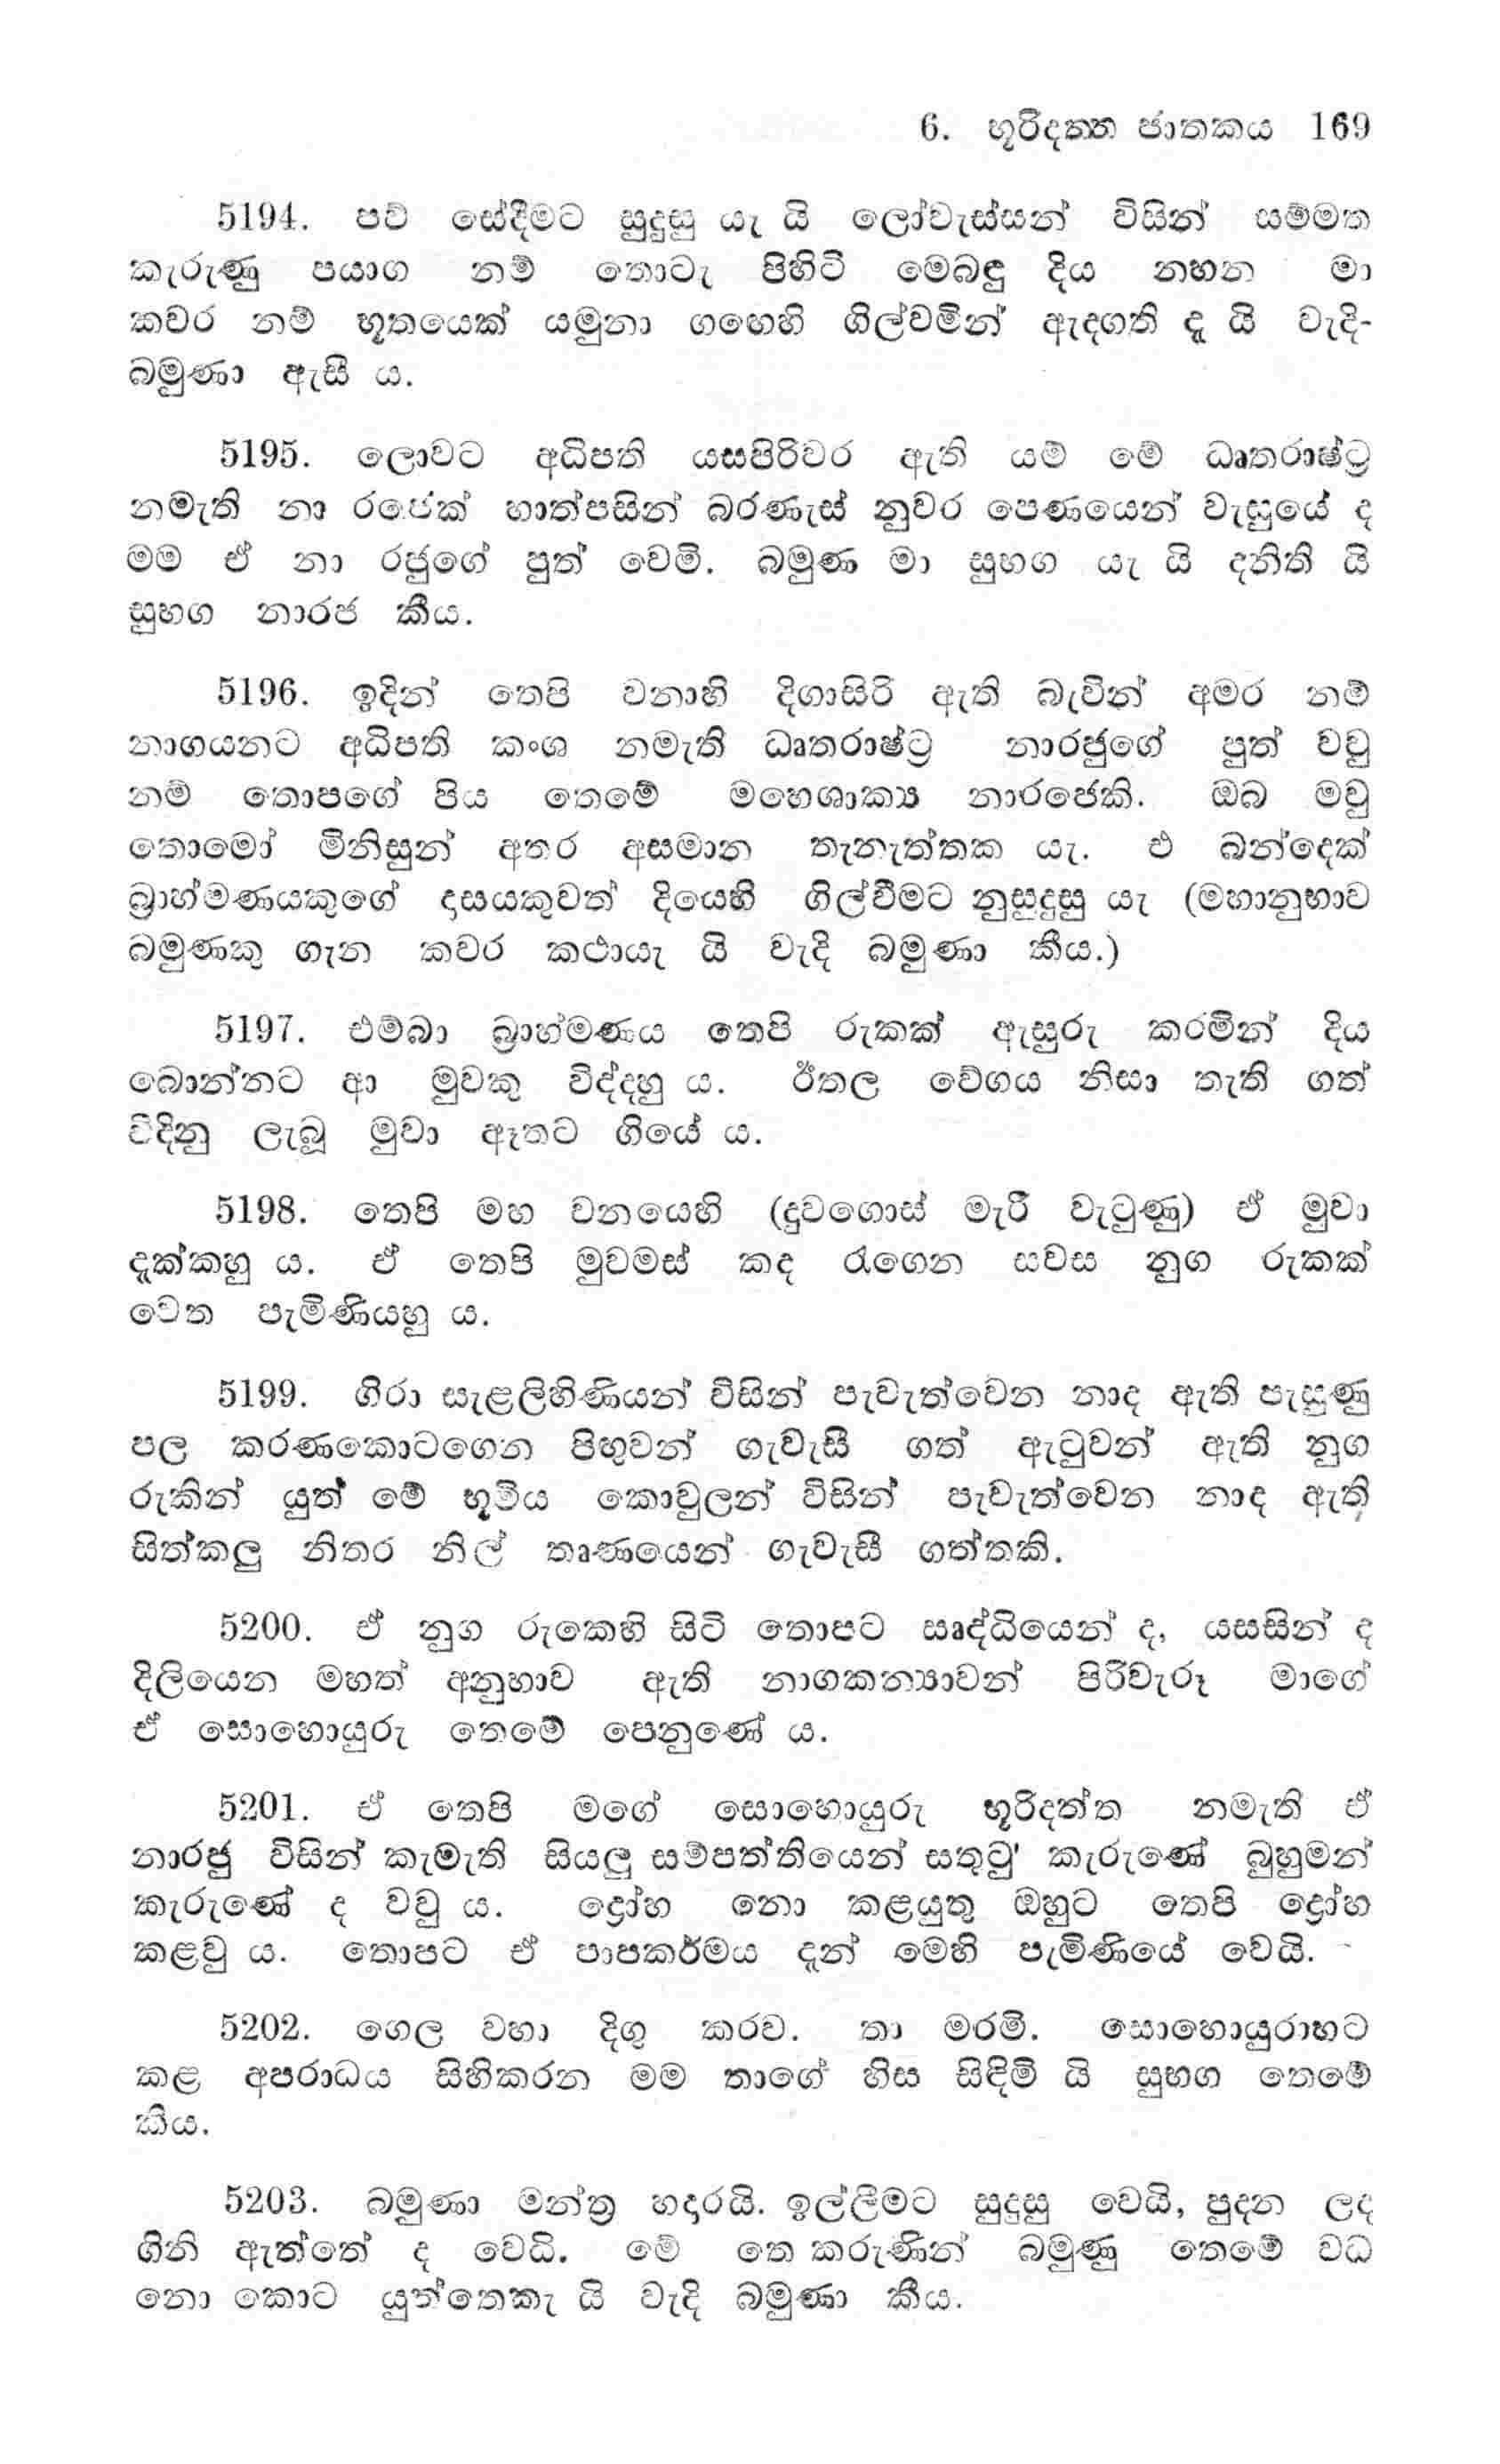 6. භූරිදත්ත ජාතකය 169
5194. පව් සේදීමට සුදුසු යැ යි ලෝවැස්සන් විසින් සම්මත
කැරුණු පයාග නම් තොටැ පිහිටි මෙබඳු දිය නහන මා
කවර නම් භූතයෙක් යමුනා ගඟෙහි ගිල්වමින් ඇදගති දැ යි වැදි-
බමුණා ඇසී ය.
5195. ලොවට අධිපති යසපිරිවර ඇති යම් මේ ධෘතරාෂ්ට්‍ර
නමැති නා රජෙක් හාත්පසින් බරණැස් නුවර පෙණයෙන් වැසූයේ ද
මම ඒ නා රජුගේ පුත් වෙමි. බමුණ මා සුභග යැ යි දනිති යි
සුභග නාරජ කීය.
5196. ඉදින් තෙපි වනාහි දිගාසිරි ඇති බැවින් අමර නම්
නාගයනට අධිපති කංශ නමැති ධෘතරාෂ්ට්‍ර නාරජුගේ පුත් වවු
නම් තොපගේ පිය තෙමේ මහෙශාක්‍ය නාරජෙකි. ඔබ මවු
තොමෝ මිනිසුන් අතර අසමාන තැනැත්තක යැ. එ බන්දෙක්
බ්‍රාහ්මණයකුගේ දාසයකුවත් දියෙහි ගිල්වීමට නුසුදුසු යැ (මහානුභාව
බමුණකු ගැන කවර කථායැ යි වැදි බමුණා කීය.)
5197. එම්බා බ්‍රාහ්මණය තෙපි රුකක් ඇසුරු කරමින් දිය
බොන්නට ආ මුවකු විද්දහු ය. ඊතල වේගය නිසා තැති ගත්
විදිනු ලැබූ මුවා ඈතට ගියේ ය.
5198. තෙපි මහ වනයෙහි (දුවගොස් මැරී වැටුණු) ඒ මුවා
දැක්කහු ය. ඒ තෙපි මුවමස් කද රැගෙන සවස නුග රුකක්
වෙත පැමිණියහු ය.
5199. ගිරා සැළලිහිණියන් විසින් පැවැත්වෙන නාද ඇති පැසුණු
පල කරණකොටගෙන පිඟුවන් ගැවැසී ගත් ඇටුවන් ඇති නුග
රුකින් යුත් මේ භූමිය කොවුලන් විසින් පැවැත්වෙන නාද ඇති
සිත්කලු නිතර නිල් තෘණයෙන් ගැවැසී ගත්තකි.
5200. ඒ නුග රුකෙහි සිටි තොපට ඍද්ධියෙන් ද, යසසින් ද
දිලියෙන මහත් අනුහාව ඇති නාගකන්‍යාවන් පිරිවැරූ මාගේ
ඒ සොහොයුරු තෙමේ පෙනුණේ ය.
5201. ඒ තෙපි මගේ සොහොයුරු භූරිදත්ත නමැති ඒ
නාරජු විසින් කැමැති සියලු සම්පත්තියෙන් සතුටු' කැරුණේ බුහුමන්
කැරුණේ ද වවු ය. ද්‍රෝහ නො කළයුතු ඔහුට තෙපි ද්‍රෝහ
කළවු ය. තොපට ඒ පාපකර්මය දැන් මෙහි පැමිණියේ වෙයි.
5202. ගෙල වහා දිගු කරව. තා මරමි. සොහොයුරාහට
කළ අපරාධය සිහිකරන මම තාගේ හිස සිඳිමි යි සුභග තෙමේ
කීය.
5203. බමුණා මන්ත්‍ර හදාරයි. ඉල්ලීමට සුදුසු වෙයි, පුදන ලද
ගිනි ඇත්තේ ද වෙයි. මේ තෙ කරුණින් බමුණු තෙමේ වධ
නො කොට යුත්තෙකැ යි වැදි බමුණා කීය.